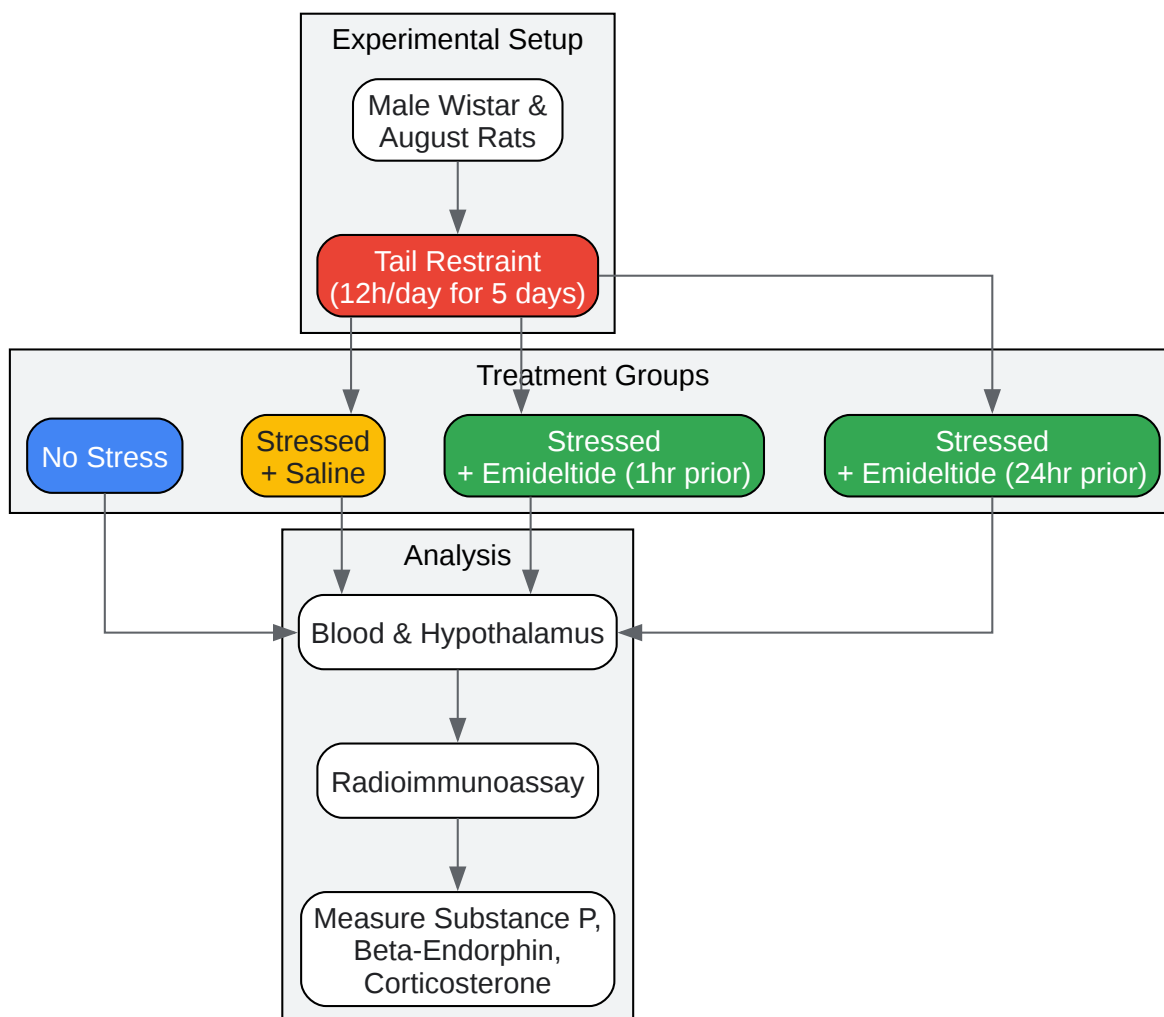 Experimental Setup
Male Wistar &
August Rats
Tail Restraint
(12h/day for 5 days)
Treatment Groups
No Stress
Stressed
+ Saline
Stressed
+ Emideltide (1hr prior)
Stressed
+ Emideltide (24hr prior)
Analysis
Blood & Hypothalamus
Radioimmunoassay
Measure Substance P,
Beta-Endorphin,
Corticosterone